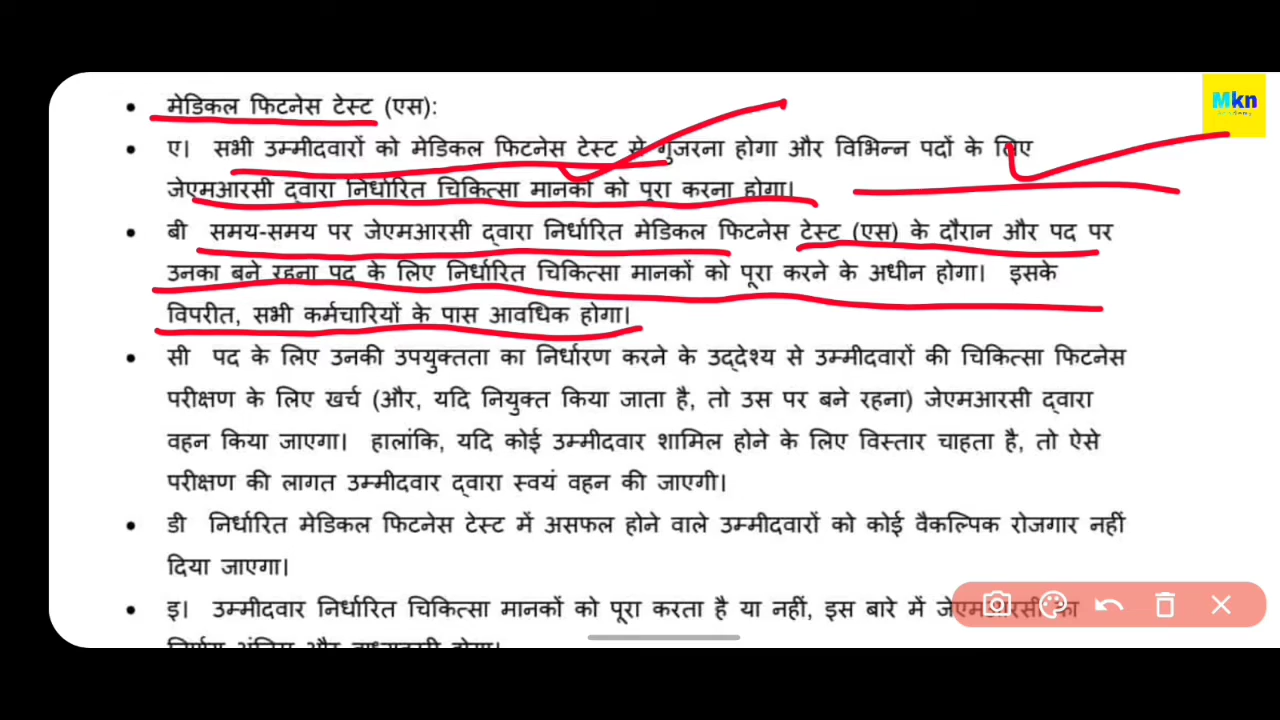 Mkn
academy
• मेडिकल फिटनेस टेस्ट (एस):
• ए। सभी उम्मीदवारों को मेडिकल फिटनेस टेस्ट से गुजरना होगा और विभिन्न पदों के लिए
जेएमआरसी द्वारा निर्धारित चिकित्सा मानकों को पूरा करना होगा।
• बी समय-समय पर जेएमआरसी द्वारा निर्धारित मेडिकल फिटनेस टेस्ट (एस) के दौरान और पद पर
उनका बने रहना पद के लिए निर्धारित चिकित्सा मानकों को पूरा करने के अधीन होगा। इसके
विपरीत, सभी कर्मचारियों के पास आवधिक होगा।
• सी पद के लिए उनकी उपयुक्तता का निर्धारण करने के उद्देश्य से उम्मीदवारों की चिकित्सा फिटनेस
परीक्षण के लिए खर्च (और, यदि नियुक्त किया जाता है, तो उस पर बने रहना) जेएमआरसी द्वारा
वहन किया जाएगा। हालांकि, यदि कोई उम्मीदवार शामिल होने के लिए विस्तार चाहता है, तो ऐसे
परीक्षण की लागत उम्मीदवार द्वारा स्वयं वहन की जाएगी।
• डी निर्धारित मेडिकल फिटनेस टेस्ट में असफल होने वाले उम्मीदवारों को कोई वैकल्पिक रोजगार नहीं
दिया जाएगा।
• इ। उम्मीदवार निर्धारित चिकित्सा मानकों को पूरा करता है या नहीं, इस बारे में जेएमआरसी का